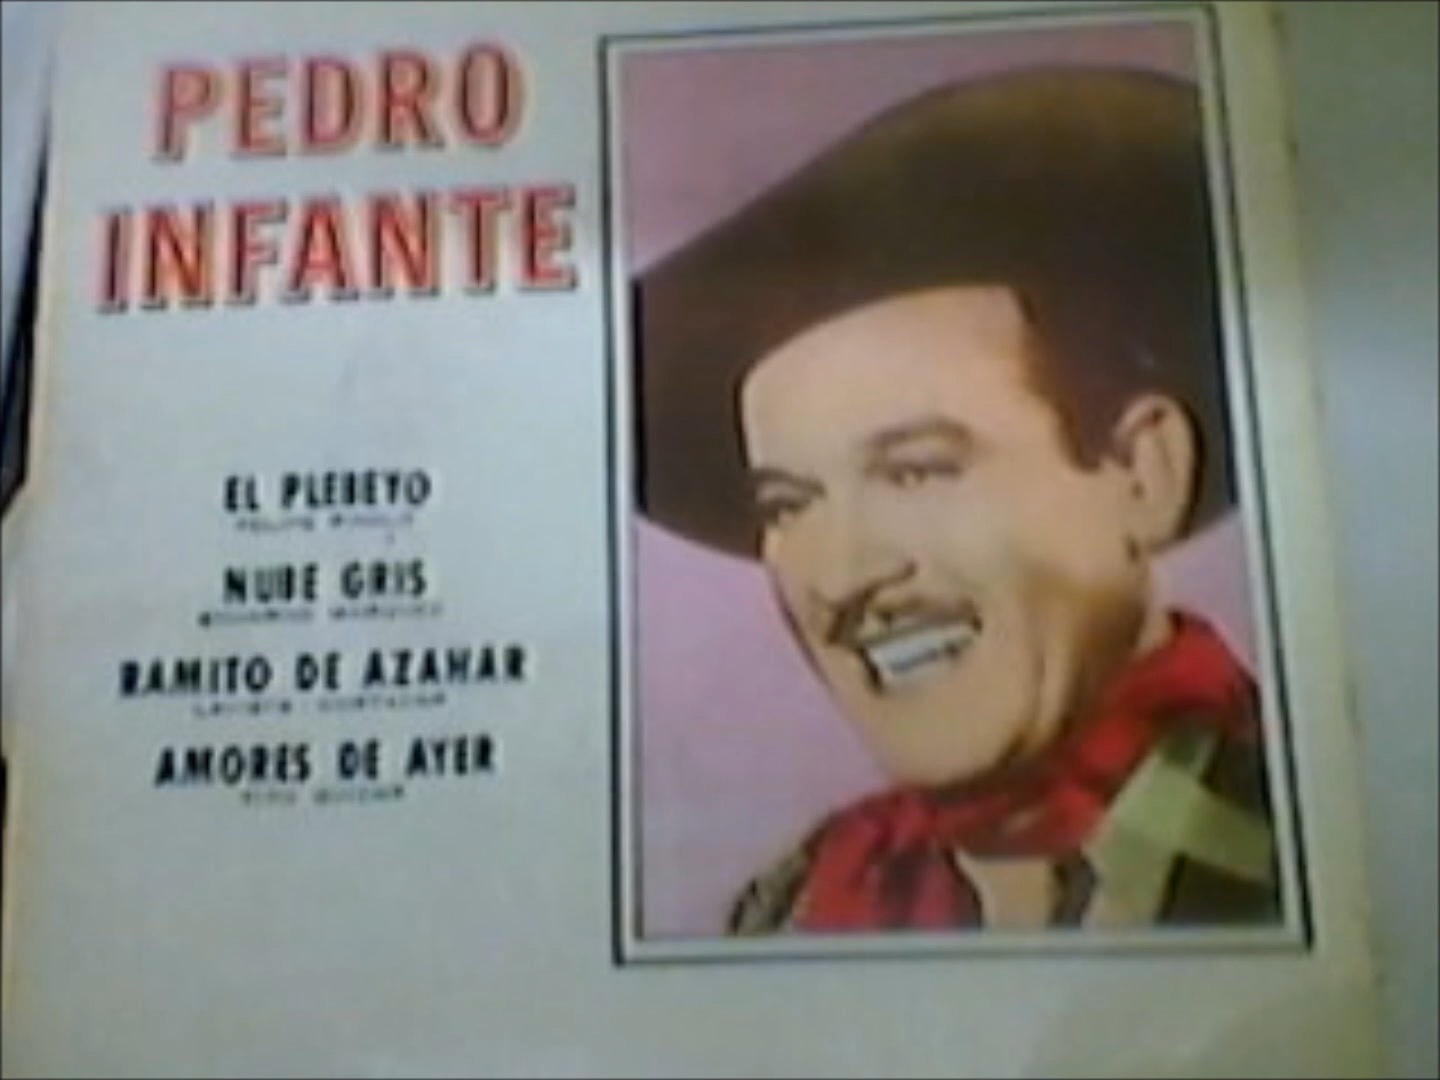 PEDRO
INFANTE
EL PLEBEYO
NUBE GRIS
RAMITO DE AZAHAR
AMORES DE AYER